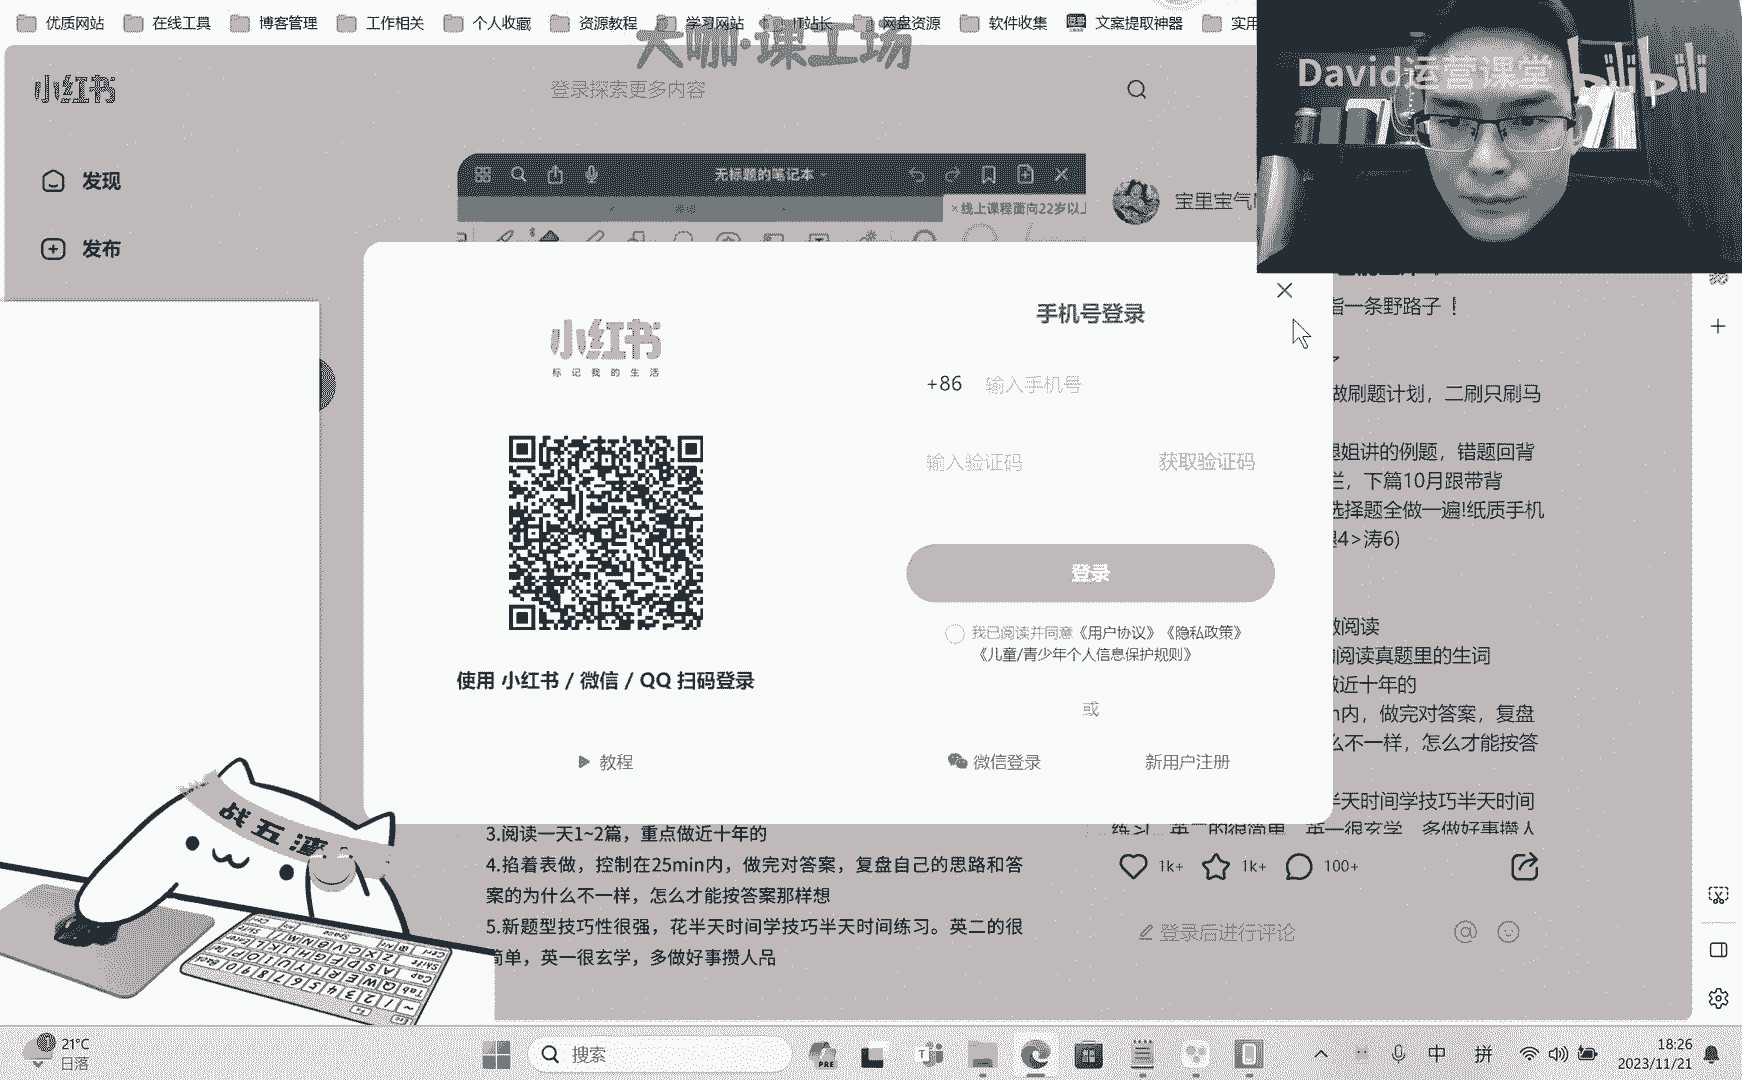 优质网站 在线工具 博客管理 工作相关 个人收藏 资源教程 学习网站 IT站长 网盘资源 软件收集 文案提取神器
大咖·课工场
David运营课堂 bilibili
小红书 登录探索更多内容
发现
发布
无标题的笔记本
线上课程面向22岁以
宝里宝气
手机号登录
小红书
标记我的生活
+86 输入手机号
输入验证码 获取验证码
登录
我已阅读并同意《用户协议》《隐私政策》
《儿童/青少年个人信息保护规则》
使用 小红书 / 微信 / QQ 扫码登录
或
教程 微信登录 新用户注册
指一条野路子！
做刷题计划，二刷只刷马
姐讲的例题，错题回背
，下篇10月跟带背
选择题全做一遍!纸质手机
4>涛6)
阅读
阅读真题里的生词
近十年的
内，做完对答案，复盘
么不一样，怎么才能按答
半天时间学技巧半天时间
练习。英二的很简单，英一很玄学，多做好事攒人
3.阅读一天1~2篇，重点做近十年的
4.掐着表做，控制在25min内，做完对答案，复盘自己的思路和答
案的为什么不一样，怎么才能按答案那样想
5.新题型技巧性很强，花半天时间学技巧半天时间练习。英二的很
简单，英一很玄学，多做好事攒人品
1k+ 1k+ 100+
登录后进行评论
战五渣
21°C
日落
搜索
中 拼
18:26
2023/11/21